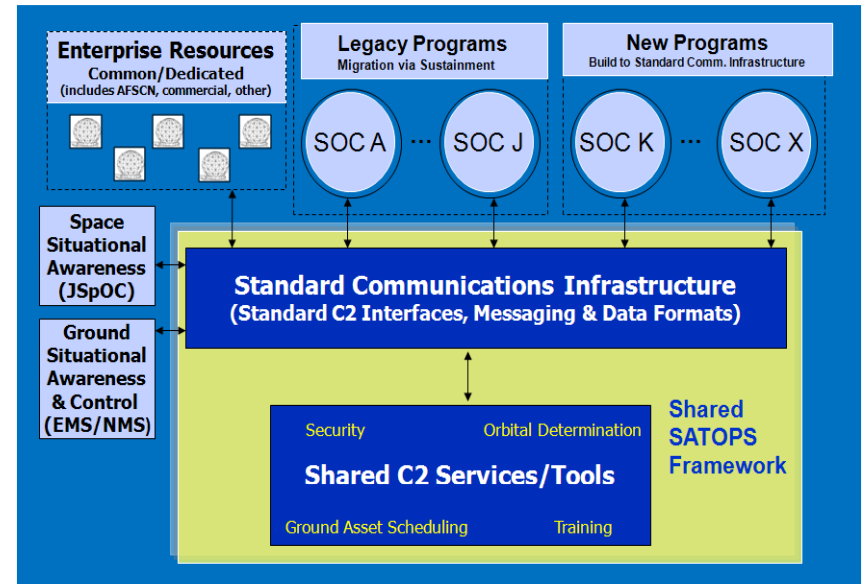 Enterprise Resources
Common/Dedicated
(includes AFSCN, commercial, other)
Legacy Programs
Migration via Sustainment
New Programs
Build to Standard Comm. Infrastructure
SOC A ... SOC J
SOC K ... SOC X
Space
Situational
Awareness
(JSpOC)
Ground
Situational
Awareness
& Control
(EMS/NMS)
Standard Communications Infrastructure
(Standard C2 Interfaces, Messaging & Data Formats)
Security
Orbital Determination
Shared C2 Services/Tools
Ground Asset Scheduling
Training
Shared
SATOPS
Framework